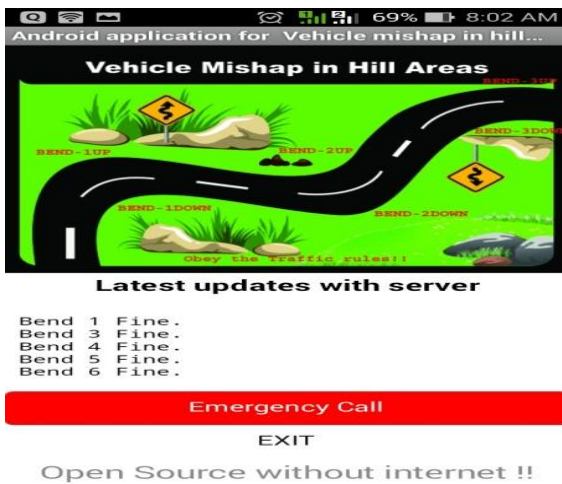 69% 8:02 AM
Android application for Vehicle mishap in hill...
Vehicle Mishap in Hill Areas
BEND-3UP
BEND-3DOWN
BEND-1UP
BEND-2UP
BEND-1DOWN
BEND-2DOWN
Obey the Traffic rules!!
Latest updates with server
Bend 1 Fine.
Bend 3 Fine.
Bend 4 Fine.
Bend 5 Fine.
Bend 6 Fine.
Emergency Call
EXIT
Open Source without internet !!